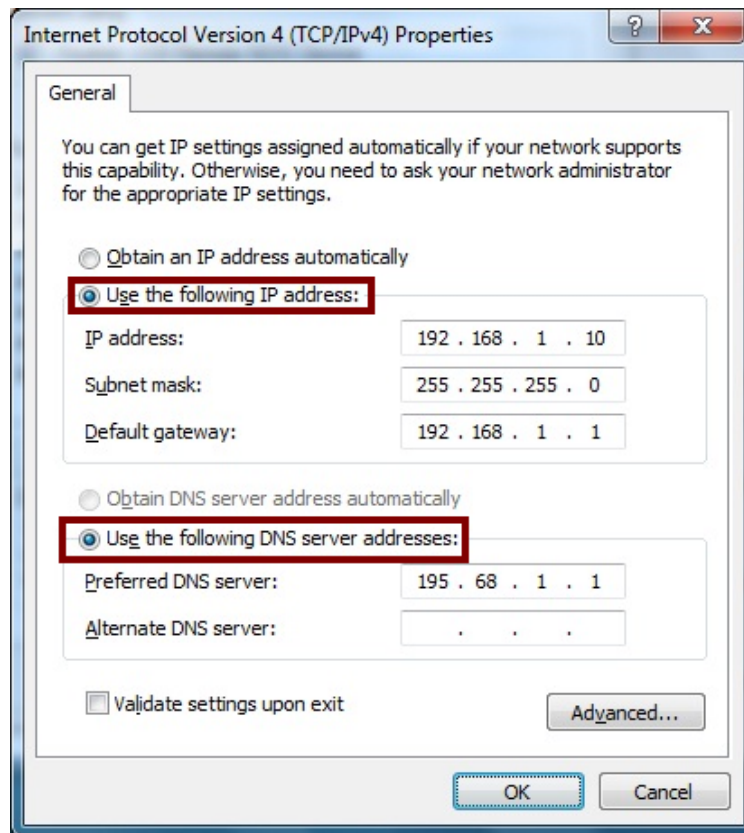 Internet Protocol Version 4 (TCP/IPv4) Properties
General
You can get IP settings assigned automatically if your network supports
this capability. Otherwise, you need to ask your network administrator
for the appropriate IP settings.
Obtain an IP address automatically
Use the following IP address:
IP address: 192 . 168 . 1 . 10
Subnet mask: 255 . 255 . 255 . 0
Default gateway: 192 . 168 . 1 . 1
Obtain DNS server address automatically
Use the following DNS server addresses:
Preferred DNS server: 195 . 68 . 1 . 1
Alternate DNS server: . . .
Validate settings upon exit
Advanced...
OK Cancel